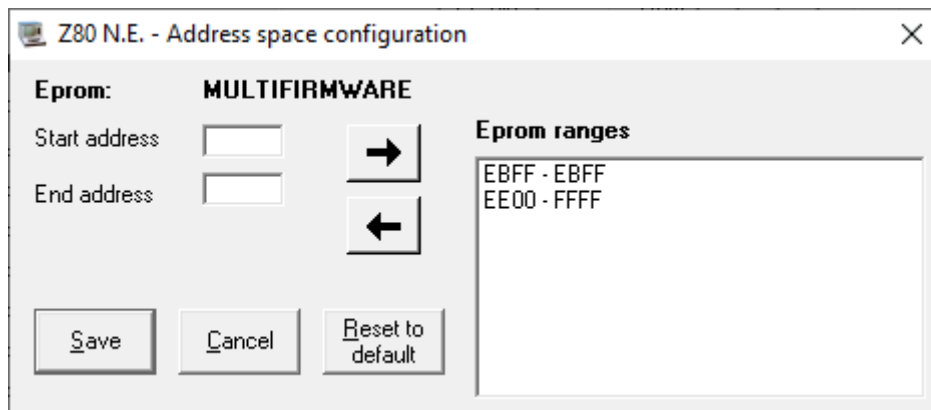 Z80 N.E. - Address space configuration
Eprom: MULTIFIRMWARE
Start address
End address
Eprom ranges
EBFF - EBFF
EE00 - FFFF
Save
Cancel
Reset to
default